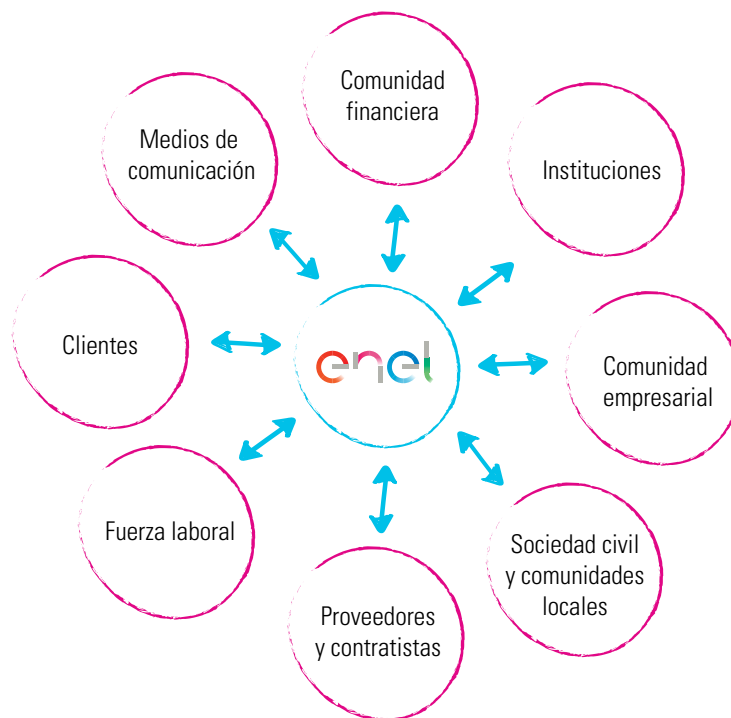 Comunidad
financiera
Medios de
comunicación
Instituciones
Clientes
enel
Comunidad
empresarial
Fuerza laboral
Sociedad civil
y comunidades
locales
Proveedores
y contratistas